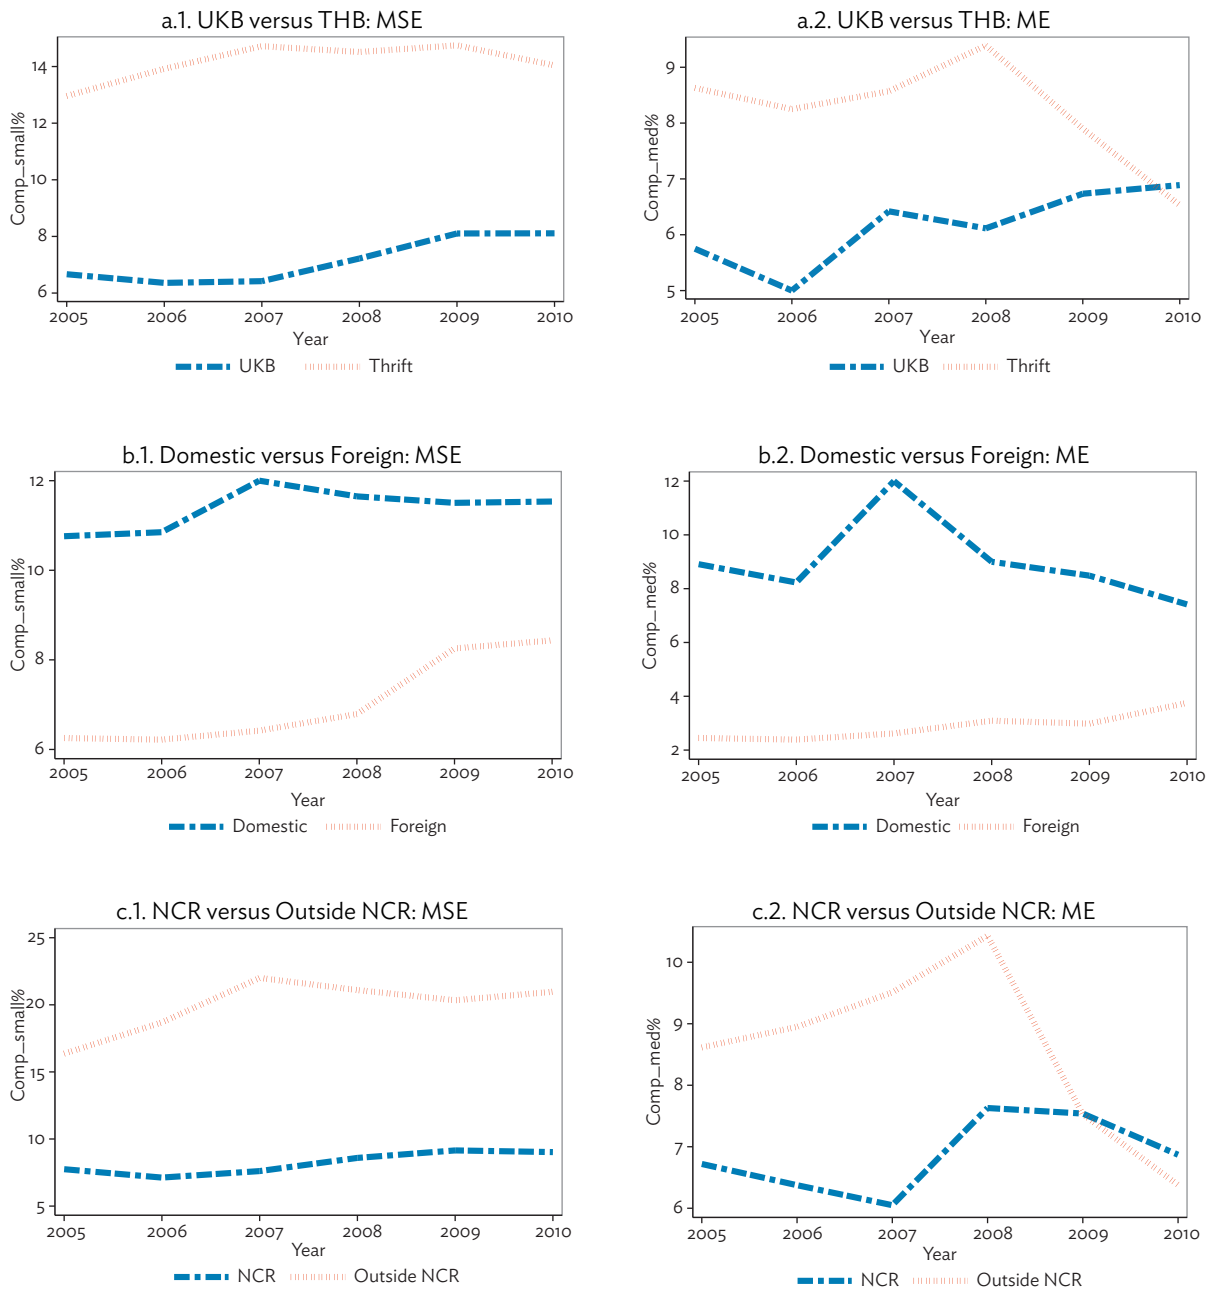 a.1. UKB versus THB: MSE
Comp_small%
14
12
10
8
6
2005 2006 2007 2008 2009 2010
Year
UKB Thrift
a.2. UKB versus THB: ME
Comp_med%
9
8
7
6
5
2005 2006 2007 2008 2009 2010
Year
UKB Thrift
b.1. Domestic versus Foreign: MSE
Comp_small%
12
10
8
6
2005 2006 2007 2008 2009 2010
Year
Domestic Foreign
b.2. Domestic versus Foreign: ME
Comp_med%
12
10
8
6
4
2
2005 2006 2007 2008 2009 2010
Year
Domestic Foreign
c.1. NCR versus Outside NCR: MSE
Comp_small%
25
20
15
10
5
2005 2006 2007 2008 2009 2010
Year
NCR Outside NCR
c.2. NCR versus Outside NCR: ME
Comp_med%
10
9
8
7
6
2005 2006 2007 2008 2009 2010
Year
NCR Outside NCR